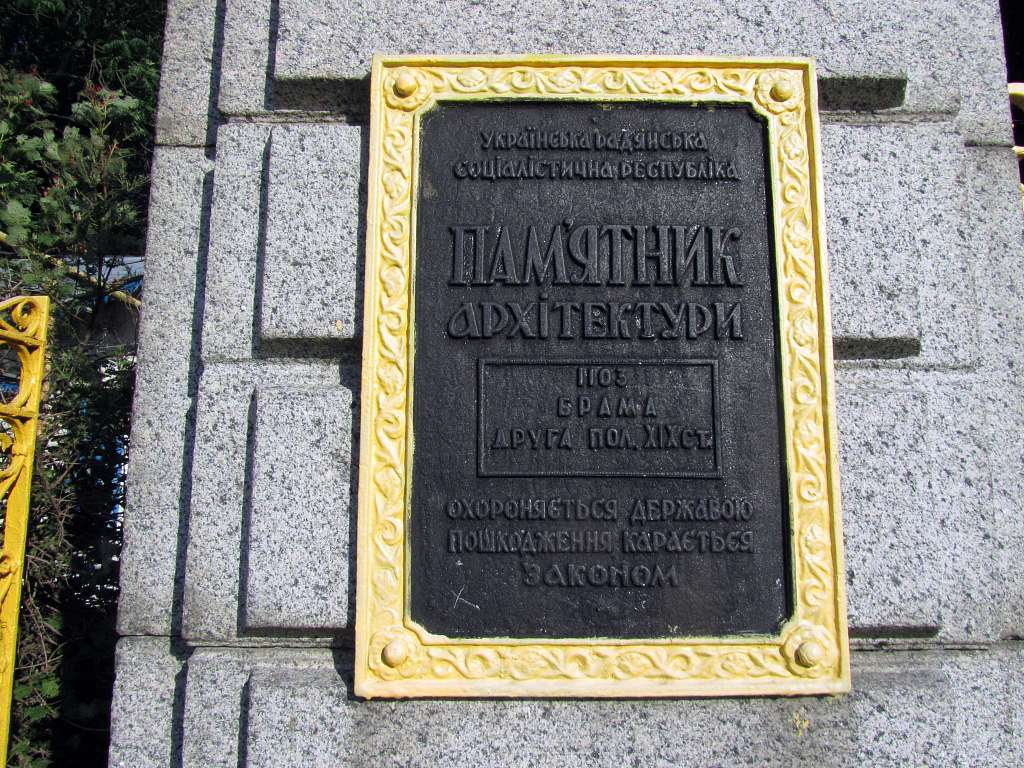 УКРАЇНСЬКА РАДЯНСЬКА
СОЦІАЛІСТИЧНА РЕСПУБЛІКА
ПАМ'ЯТНИК
АРХІТЕКТУРИ
1103
БРАМА
ДРУГА ПОЛ. XIX СТ.
ОХОРОНЯЄТЬСЯ ДЕРЖАВОЮ
ПОШКОДЖЕННЯ КАРАЄТЬСЯ
ЗАКОНОМ